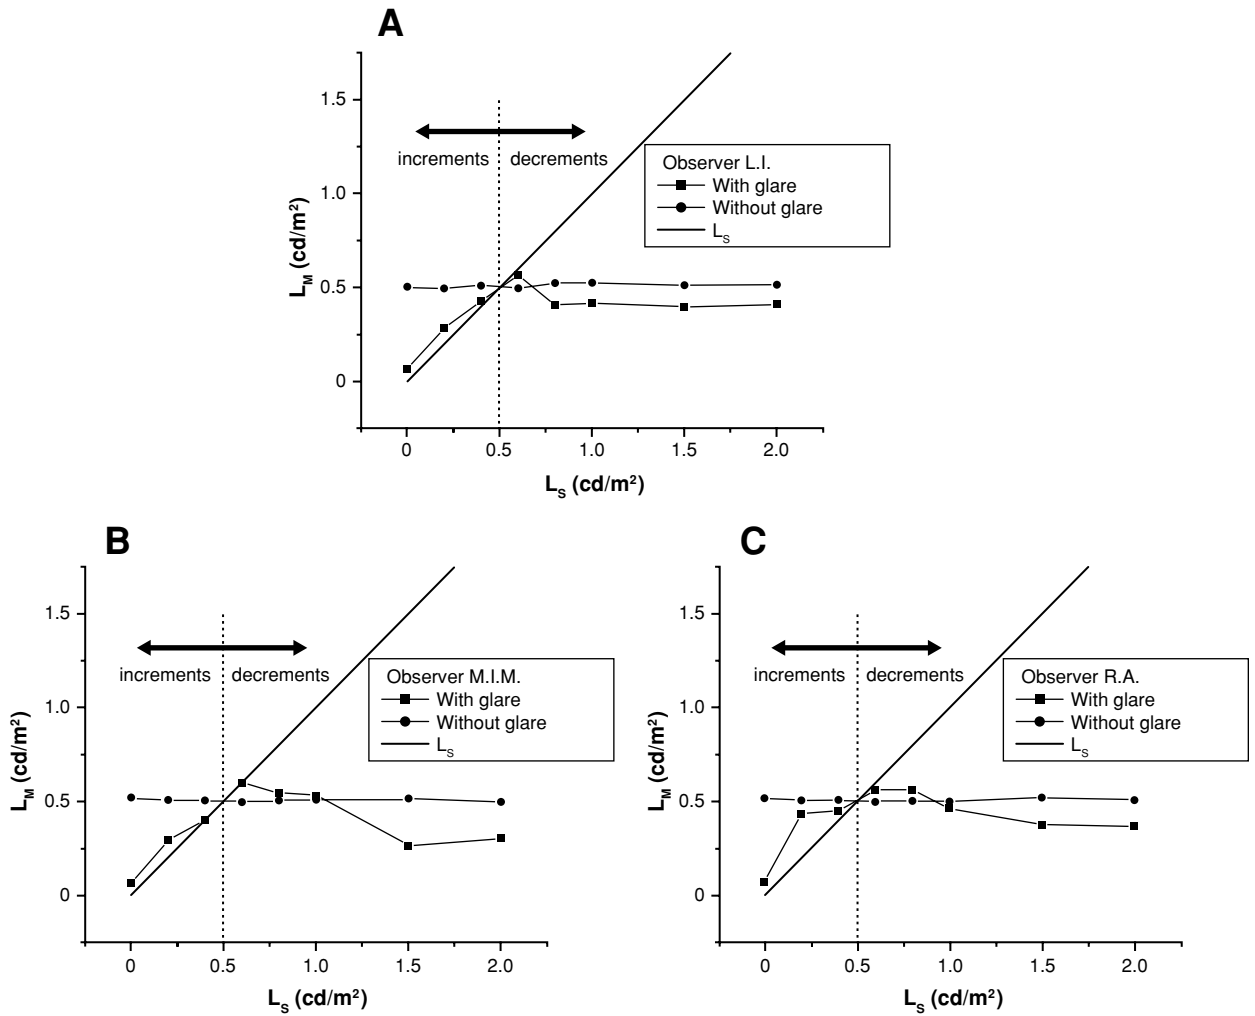 A
1.5
1.0
0.5
0
L_M (cd/m²)
increments decrements
Observer L.I.
With glare
Without glare
L_S
0 0.5 1.0 1.5 2.0
L_S (cd/m²)
B
1.5
1.0
0.5
0
L_M (cd/m²)
increments decrements
Observer M.I.M.
With glare
Without glare
L_S
0 0.5 1.0 1.5 2.0
L_S (cd/m²)
C
1.5
1.0
0.5
0
L_M (cd/m²)
increments decrements
Observer R.A.
With glare
Without glare
L_S
0 0.5 1.0 1.5 2.0
L_S (cd/m²)